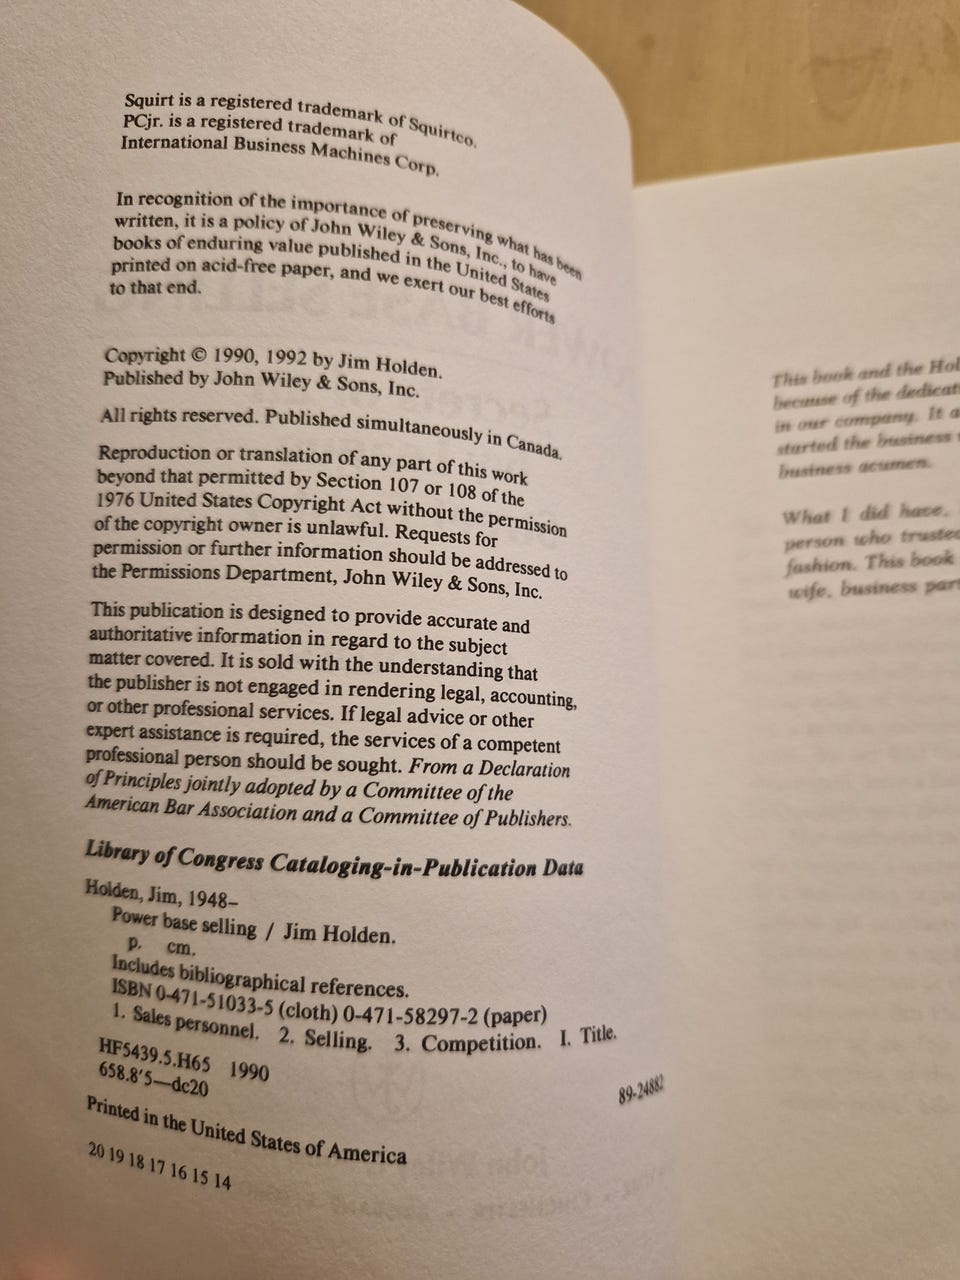 Squirt is a registered trademark of Squirtco.
PCjr. is a registered trademark of
International Business Machines Corp.
In recognition of the importance of preserving what has been
written, it is a policy of John Wiley & Sons, Inc., to have
books of enduring value published in the United States
printed on acid-free paper, and we exert our best efforts
to that end.
Copyright © 1990, 1992 by Jim Holden.
Published by John Wiley & Sons, Inc.
All rights reserved. Published simultaneously in Canada.
Reproduction or translation of any part of this work
beyond that permitted by Section 107 or 108 of the
1976 United States Copyright Act without the permission
of the copyright owner is unlawful. Requests for
permission or further information should be addressed to
the Permissions Department, John Wiley & Sons, Inc.
This publication is designed to provide accurate and
authoritative information in regard to the subject
matter covered. It is sold with the understanding that
the publisher is not engaged in rendering legal, accounting,
or other professional services. If legal advice or other
expert assistance is required, the services of a competent
professional person should be sought. From a Declaration
of Principles jointly adopted by a Committee of the
American Bar Association and a Committee of Publishers.
Library of Congress Cataloging-in-Publication Data
Holden, Jim, 1948–
Power base selling / Jim Holden.
p. cm.
Includes bibliographical references.
ISBN 0-471-51033-5 (cloth) 0-471-58297-2 (paper)
1. Sales personnel. 2. Selling. 3. Competition. I. Title.
HF5439.5.H65 1990
658.8'5—dc20
89-24882
Printed in the United States of America
20 19 18 17 16 15 14
This book and the Hol
because of the dedicat
in our company. It a
started the business
business acumen.
What I did have,
person who trusted
fashion. This book
wife, business part